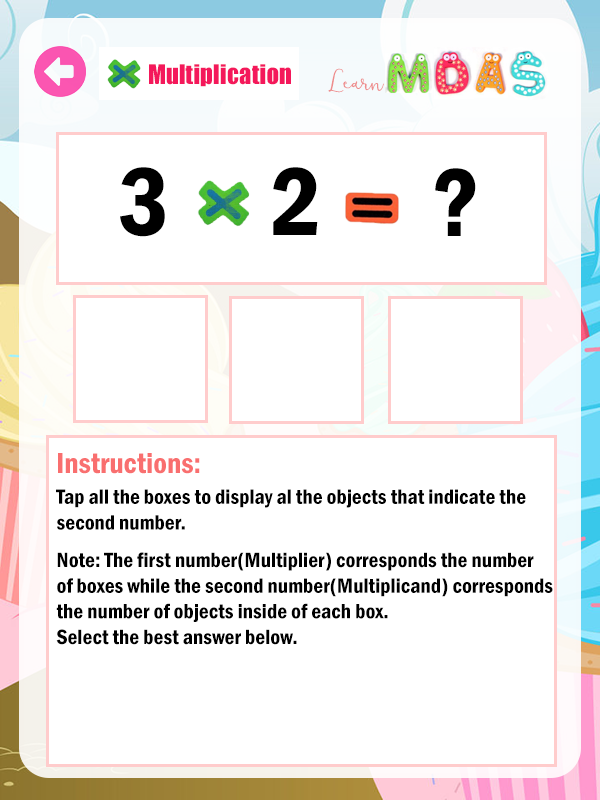 Multiplication
Learn MDAS
3 × 2 = ?
Instructions:
Tap all the boxes to display al the objects that indicate the
second number.
Note: The first number(Multiplier) corresponds the number
of boxes while the second number(Multiplicand) corresponds
the number of objects inside of each box.
Select the best answer below.